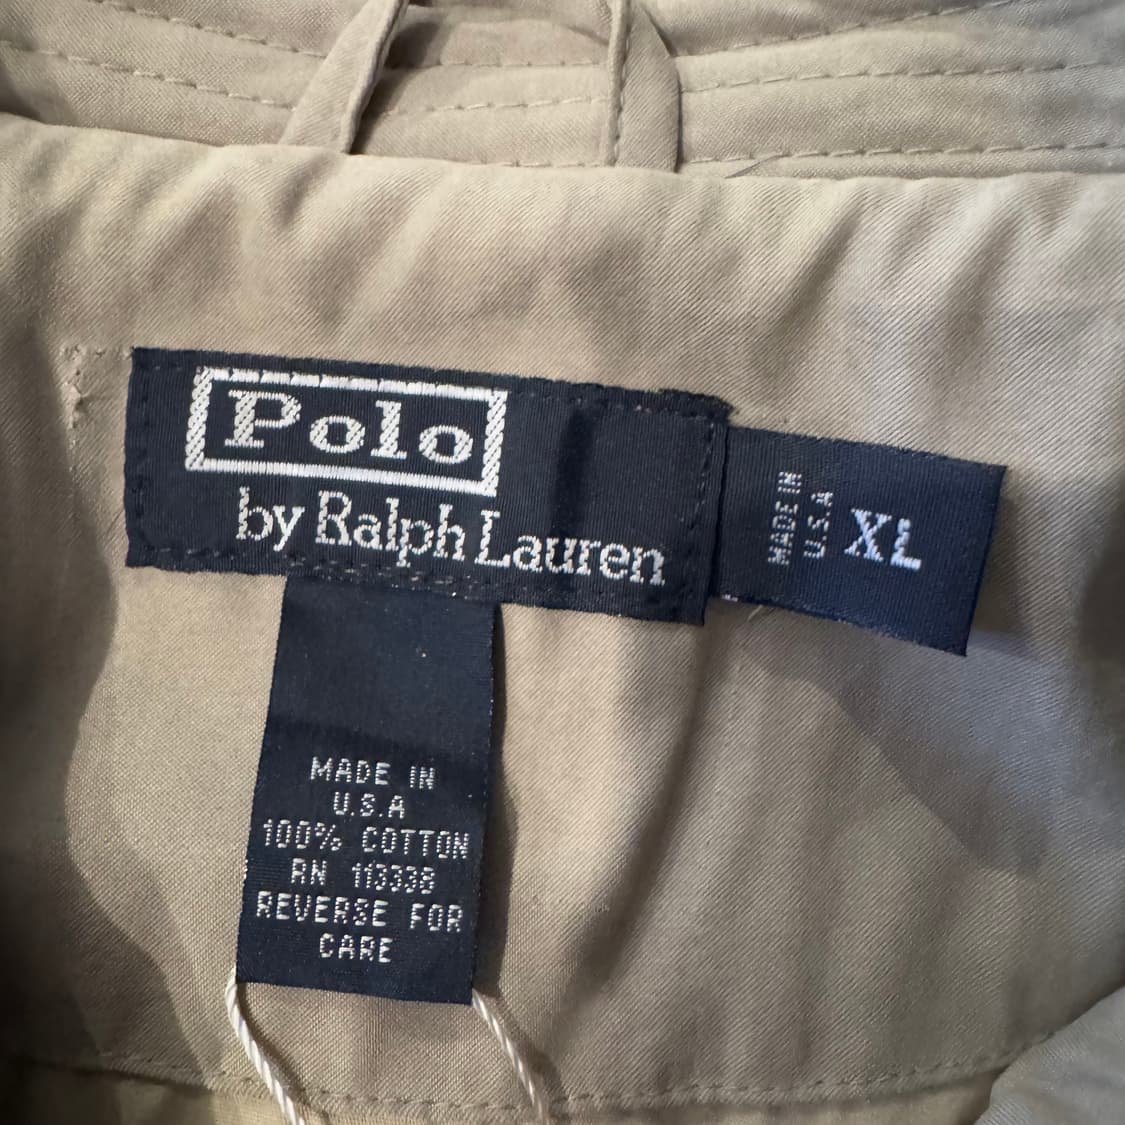 Polo
by Ralph Lauren
MADE IN
U.S.A
XL
MADE IN
U.S.A
100% COTTON
RN 113338
REVERSE FOR
CARE